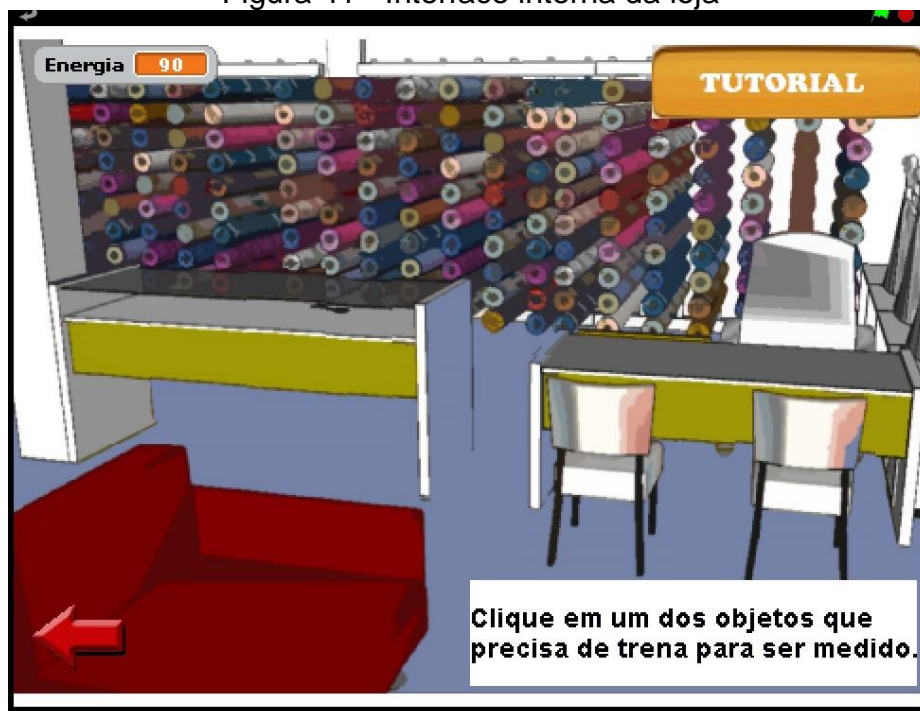 Energia 90
TUTORIAL
Clique em um dos objetos que
precisa de trena para ser medido.